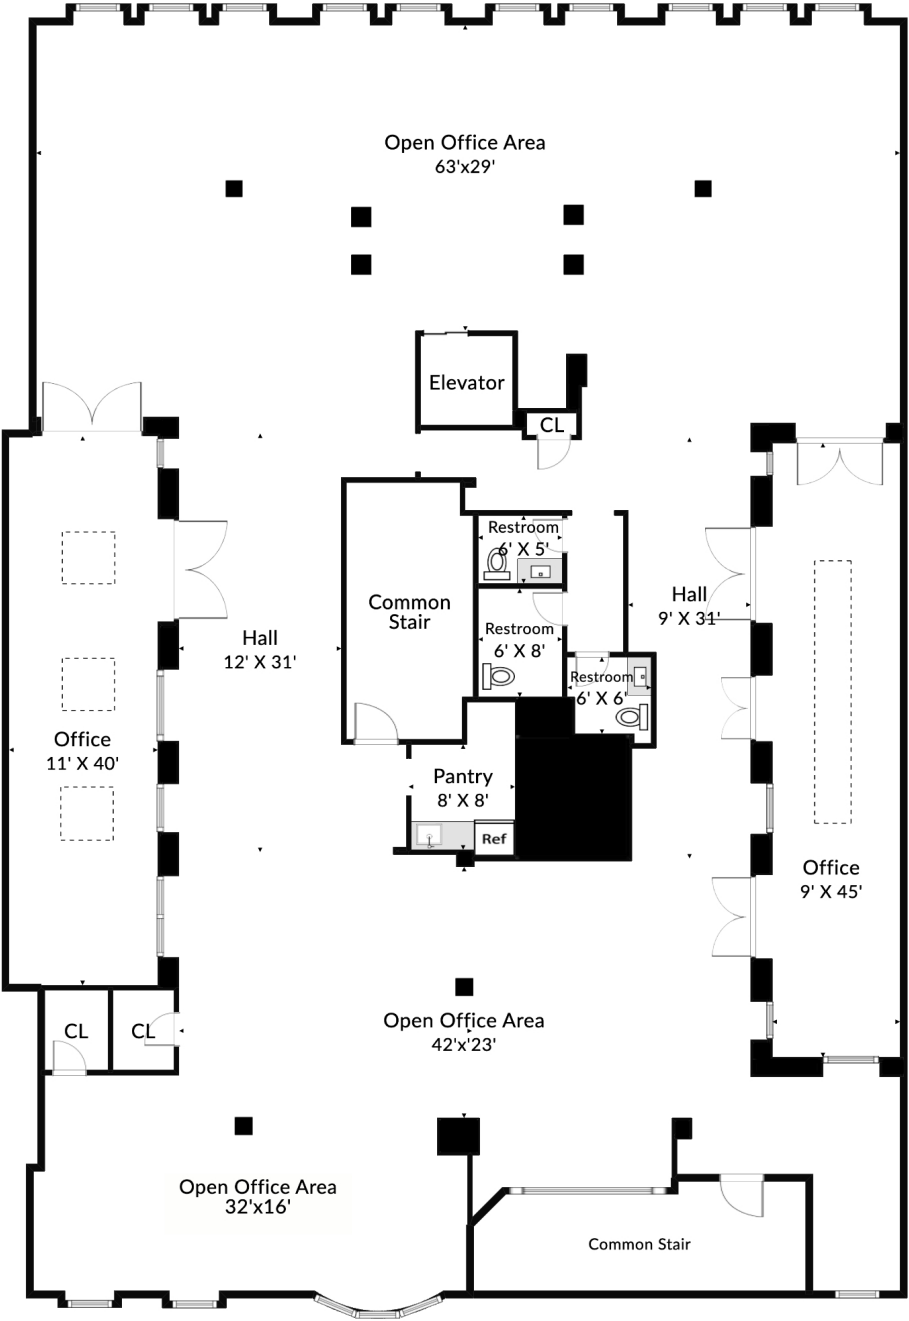 Open Office Area
63'x29'
Elevator
CL
Restroom
6' X 5'
Common
Stair
Hall
9' X 31'
Restroom
6' X 8'
Hall
12' X 31'
Restroom
6' X 6'
Office
11' X 40'
Pantry
8' X 8'
Ref
Office
9' X 45'
CL
CL
Open Office Area
42'x'23'
Open Office Area
32'x16'
Common Stair